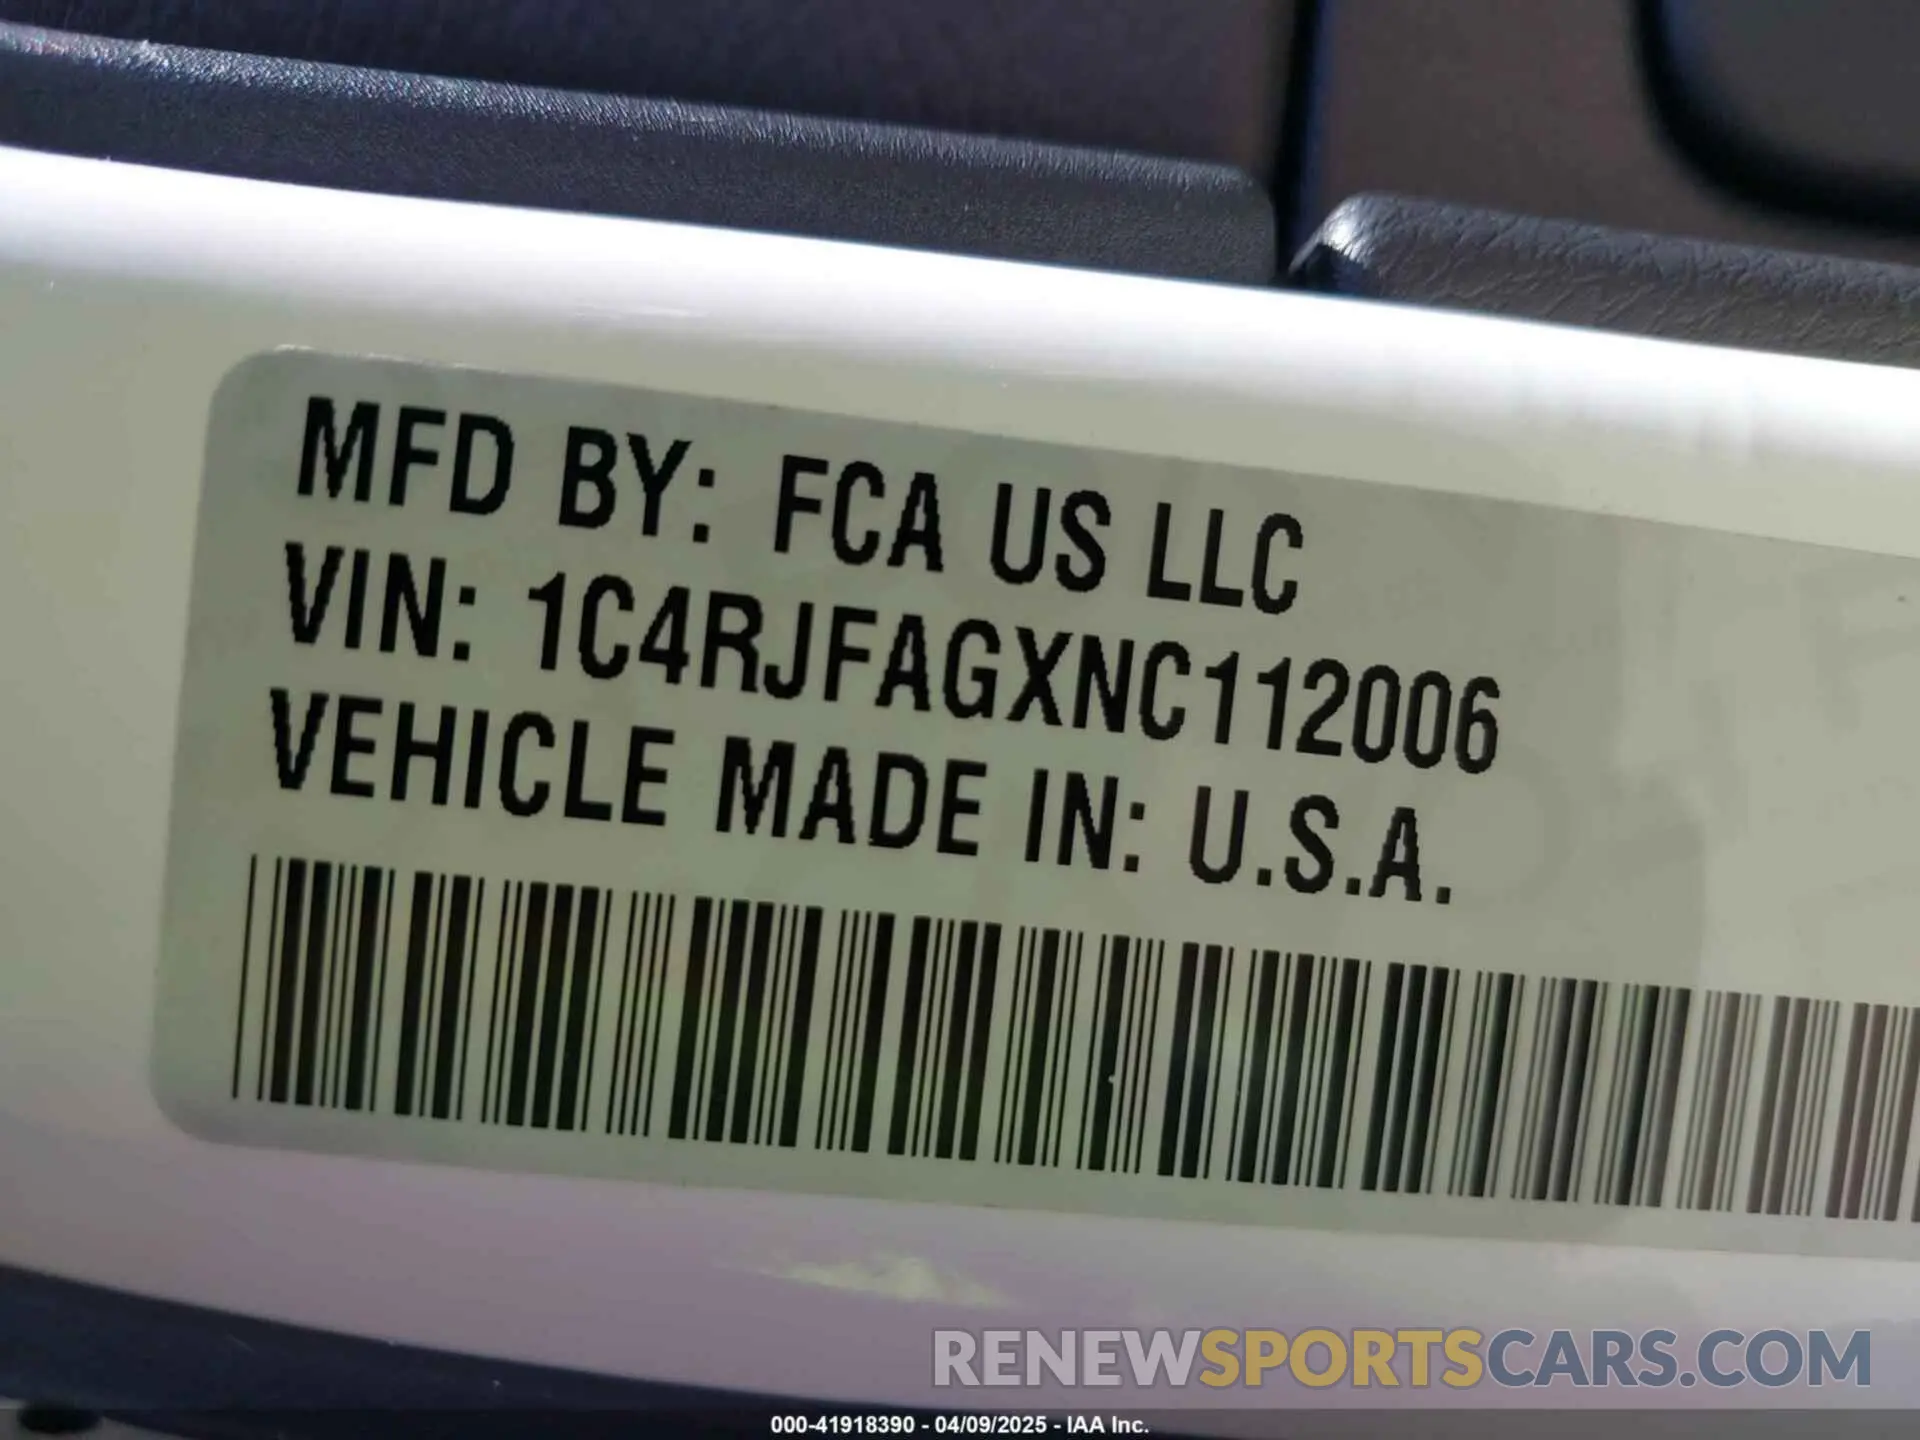 MFD BY: FCA US LLC
VIN: 1C4RJFAGXNC112006
VEHICLE MADE IN: U.S.A.
RENEWSPORTSCARS.COM
000-41918390 - 04/09/2025 - IAA Inc.